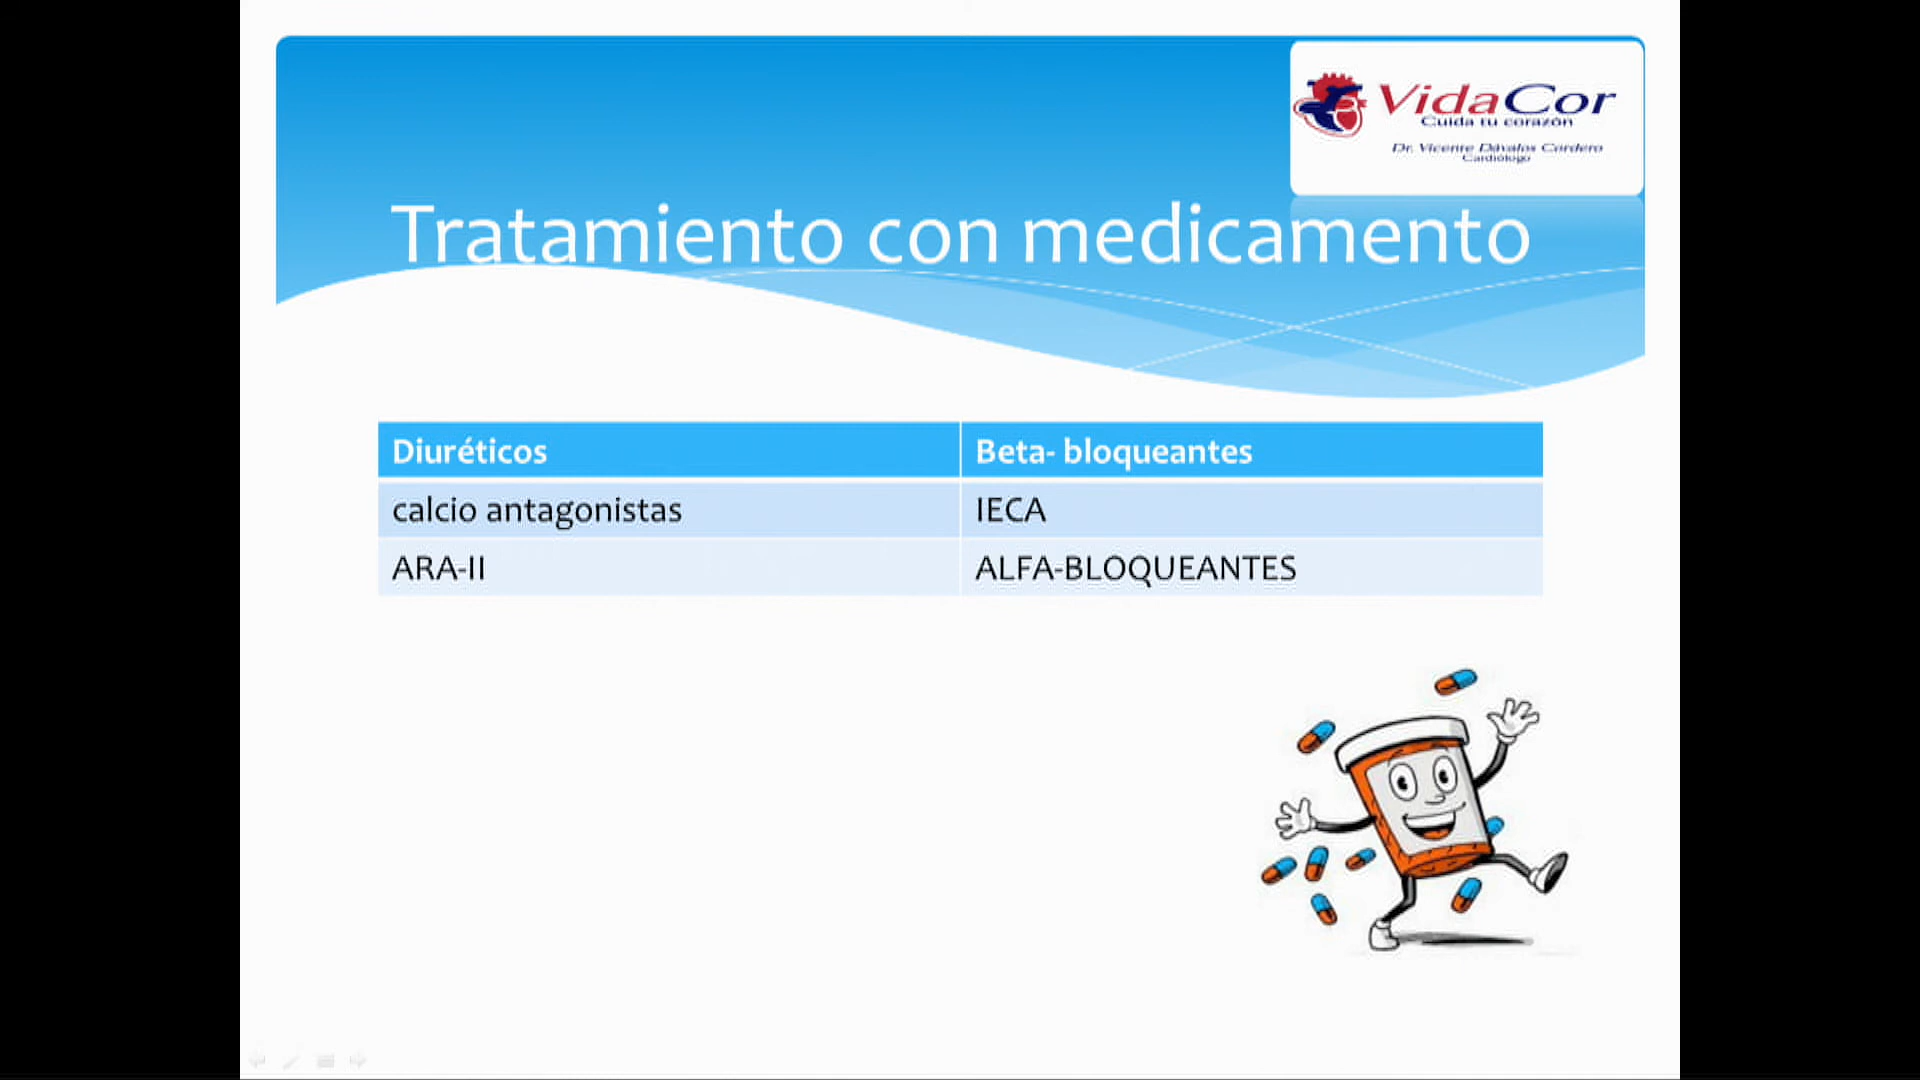 VidaCor
Cuida tu corazón
Dr. Vicente Dávalos Cordero
Cardiólogo
Tratamiento con medicamento
Diuréticos
Beta- bloqueantes
calcio antagonistas
IECA
ARA-II
ALFA-BLOQUEANTES